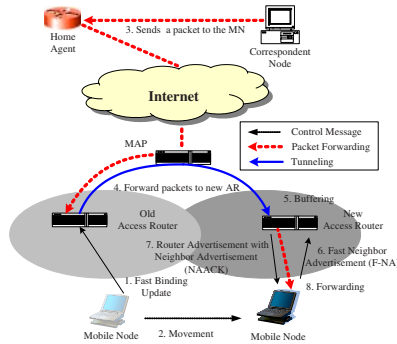 3. Sends a packet to the MN
Home
Agent
Correspondent
Node
Internet
MAP
Control Message
Packet Forwarding
Tunneling
4. Forward packets to new AR
5. Buffering
Old
Access Router
New
Access Router
7. Router Advertisement with
Neighbor Advertisement
(NAACK)
6. Fast Neighbor
Advertisement (F-NA
1. Fast Binding
Update
8. Forwarding
Mobile Node
2. Movement
Mobile Node